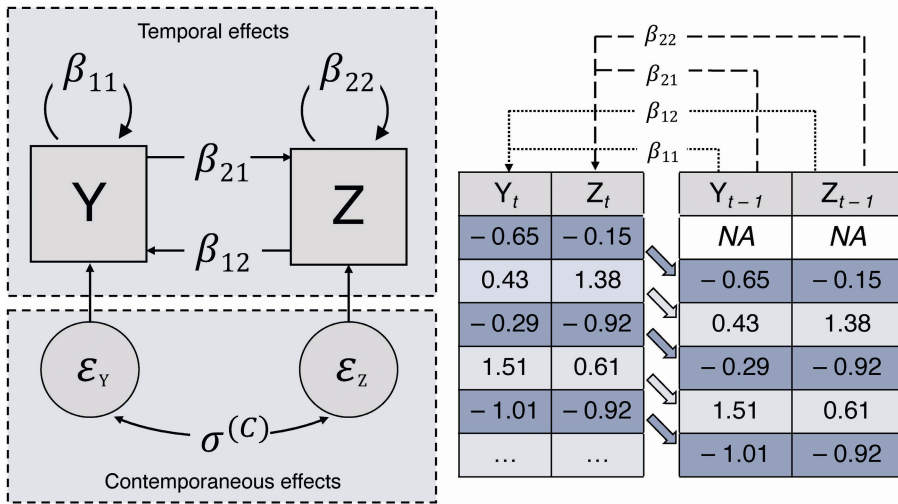 Temporal effects
β₁₁
β₂₂
β₂₁
Y
Z
β₁₂
εY
εZ
σ⁽ᶜ⁾
Contemporaneous effects
β₂₂
β₂₁
β₁₂
β₁₁
Yt Zt Yt – 1 Zt – 1
– 0.65 – 0.15 NA NA
0.43 1.38 – 0.65 – 0.15
– 0.29 – 0.92 0.43 1.38
1.51 0.61 – 0.29 – 0.92
– 1.01 – 0.92 1.51 0.61
... ... – 1.01 – 0.92